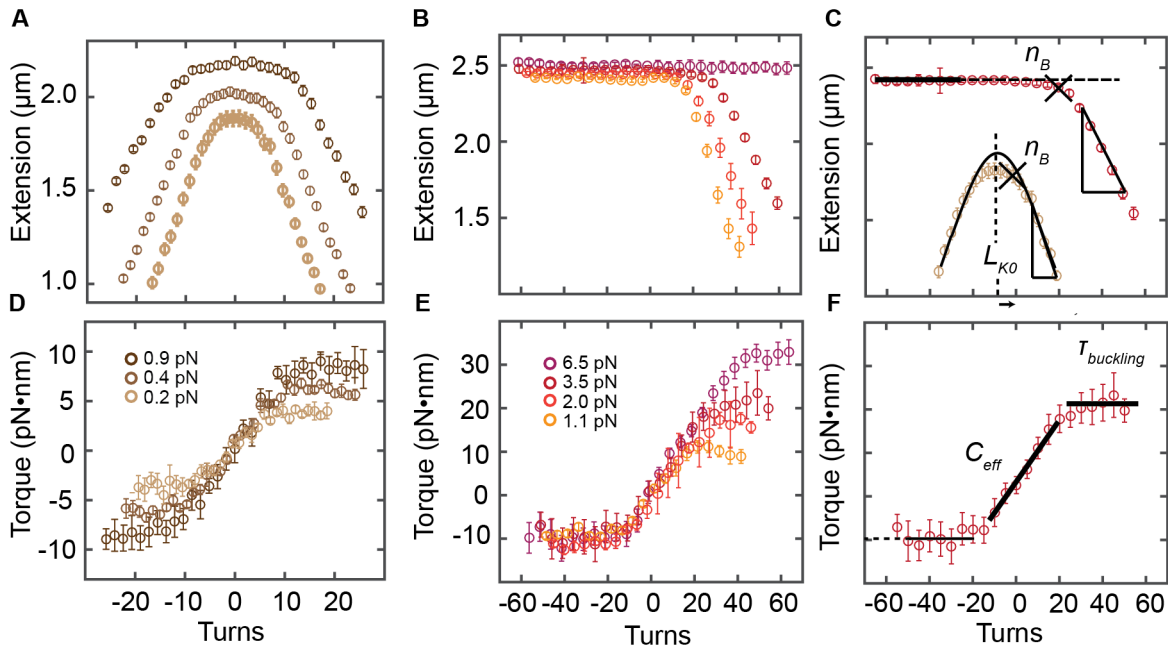 A
B
C
Extension (μm)
2.0
1.5
1.0
Extension (μm)
2.5
2.0
1.5
Extension (μm)
n_B
n_B
L_K0
D
E
F
Torque (pN•nm)
10
5
0
-5
-10
0.9 pN
0.4 pN
0.2 pN
-20 -10 0 10 20
Turns
Torque (pN•nm)
30
20
10
0
-10
6.5 pN
3.5 pN
2.0 pN
1.1 pN
-60 -40 -20 0 20 40 60
Turns
Torque (pN•nm)
τ_buckling
C_eff
-60 -40 -20 0 20 40 60
Turns